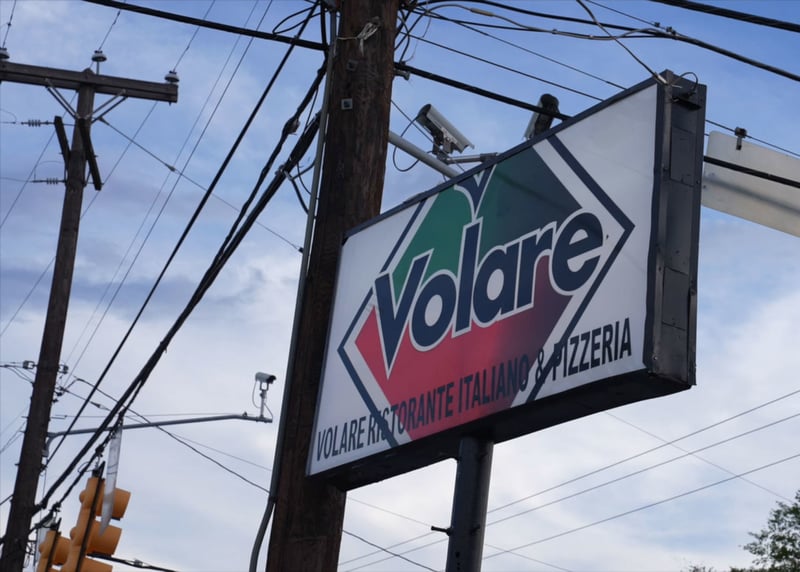 Volare
VOLARE RISTORANTE ITALIANO & PIZZERIA